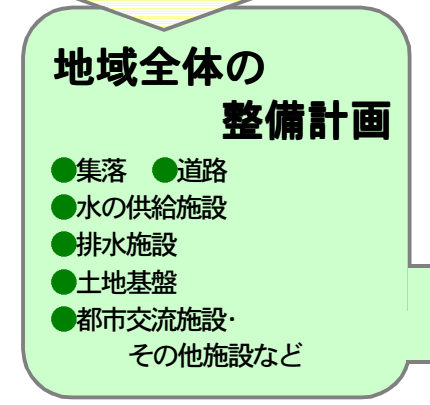 地域全体の
整備計画
●集落　●道路
●水の供給施設
●排水施設
●土地基盤
●都市交流施設・
その他施設など